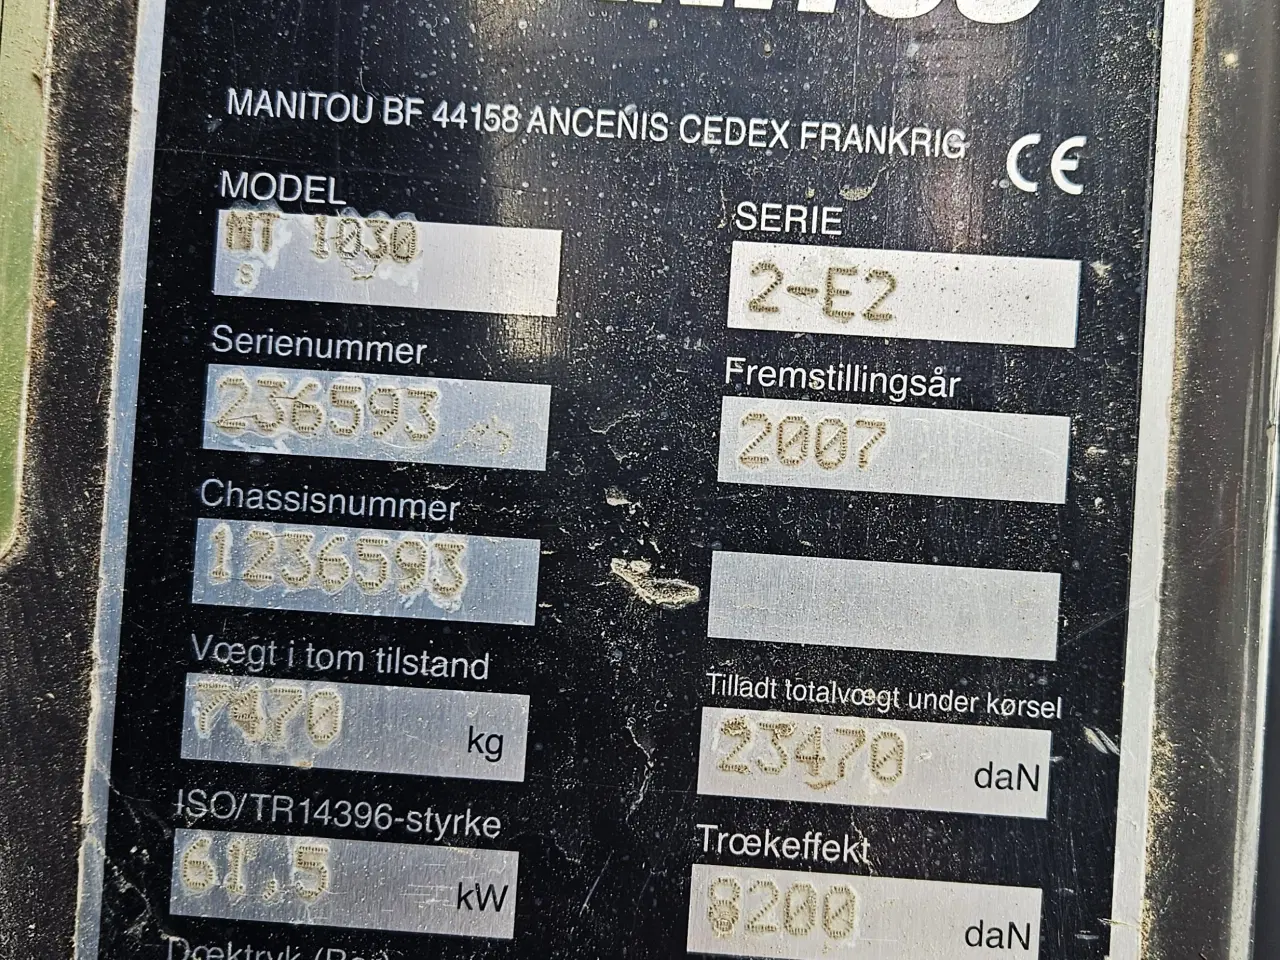 MANITOU BF 44158 ANCENIS CEDEX FRANKRIG
CE
MODEL
MT 1030
S
SERIE
2-E2
Serienummer
236593
Fremstillingsår
2007
Chassisnummer
1236593
Vægt i tom tilstand
7470 kg
Tilladt totalvægt under kørsel
23470 daN
ISO/TR14396-styrke
61,5 kW
Trækeffekt
8200 daN
Dæktryk